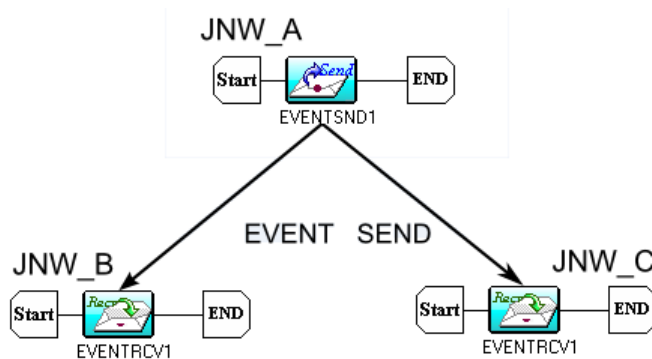 JNW_A
Start
Send
END
EVENTSND1
EVENT SEND
JNW_B
Start
Recv
END
EVENTRCV1
JNW_C
Start
Recv
END
EVENTRCV1